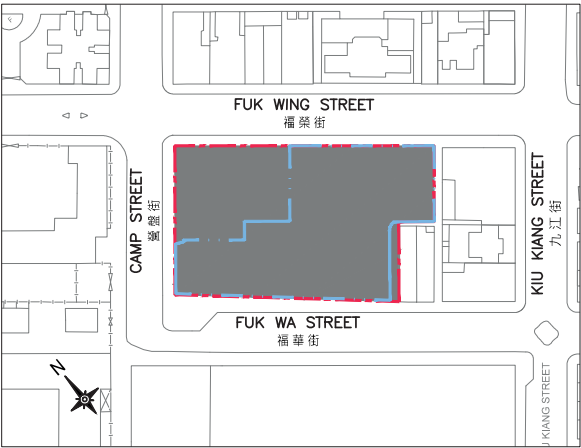 FUK WING STREET
福榮街
CAMP STREET
營盤街
KIU KIANG STREET
九江街
FUK WA STREET
福華街
N
U KIANG STREET